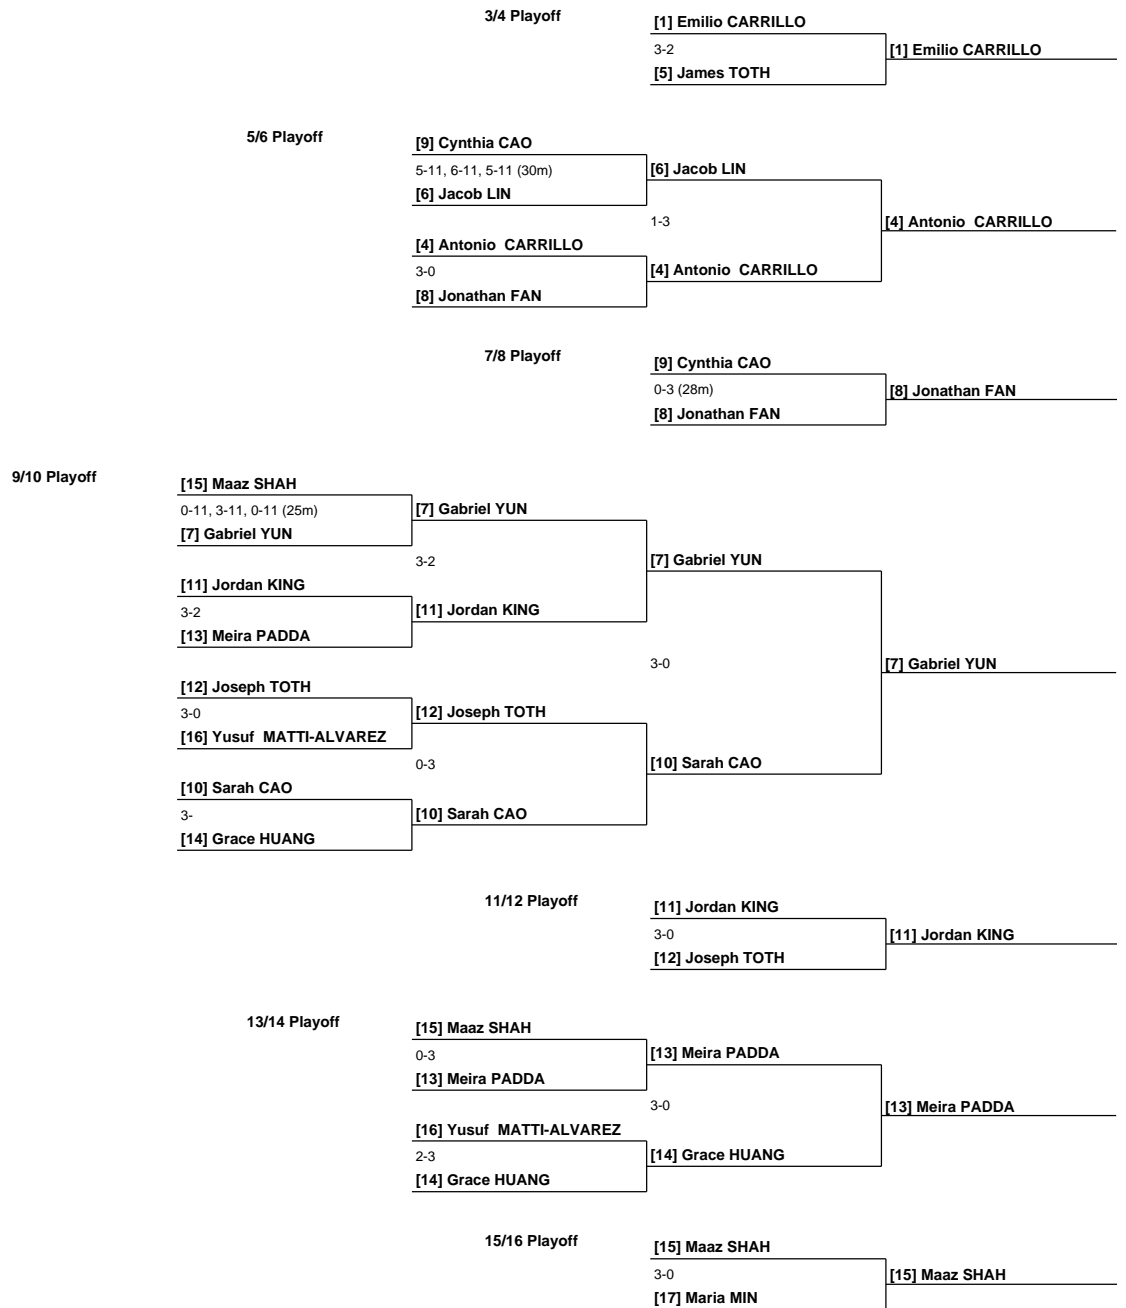 3/4 Playoff
[1] Emilio CARRILLO
3-2
[1] Emilio CARRILLO
[5] James TOTH
5/6 Playoff
[9] Cynthia CAO
5-11, 6-11, 5-11 (30m)
[6] Jacob LIN
[6] Jacob LIN
1-3
[4] Antonio CARRILLO
[4] Antonio CARRILLO
3-0
[4] Antonio CARRILLO
[8] Jonathan FAN
7/8 Playoff
[9] Cynthia CAO
0-3 (28m)
[8] Jonathan FAN
[8] Jonathan FAN
9/10 Playoff
[15] Maaz SHAH
0-11, 3-11, 0-11 (25m)
[7] Gabriel YUN
[7] Gabriel YUN
3-2
[7] Gabriel YUN
[11] Jordan KING
3-2
[11] Jordan KING
[13] Meira PADDA
3-0
[7] Gabriel YUN
[12] Joseph TOTH
3-0
[12] Joseph TOTH
[16] Yusuf MATTI-ALVAREZ
0-3
[10] Sarah CAO
[10] Sarah CAO
3-
[10] Sarah CAO
[14] Grace HUANG
11/12 Playoff
[11] Jordan KING
3-0
[11] Jordan KING
[12] Joseph TOTH
13/14 Playoff
[15] Maaz SHAH
0-3
[13] Meira PADDA
[13] Meira PADDA
3-0
[13] Meira PADDA
[16] Yusuf MATTI-ALVAREZ
2-3
[14] Grace HUANG
[14] Grace HUANG
15/16 Playoff
[15] Maaz SHAH
3-0
[15] Maaz SHAH
[17] Maria MIN